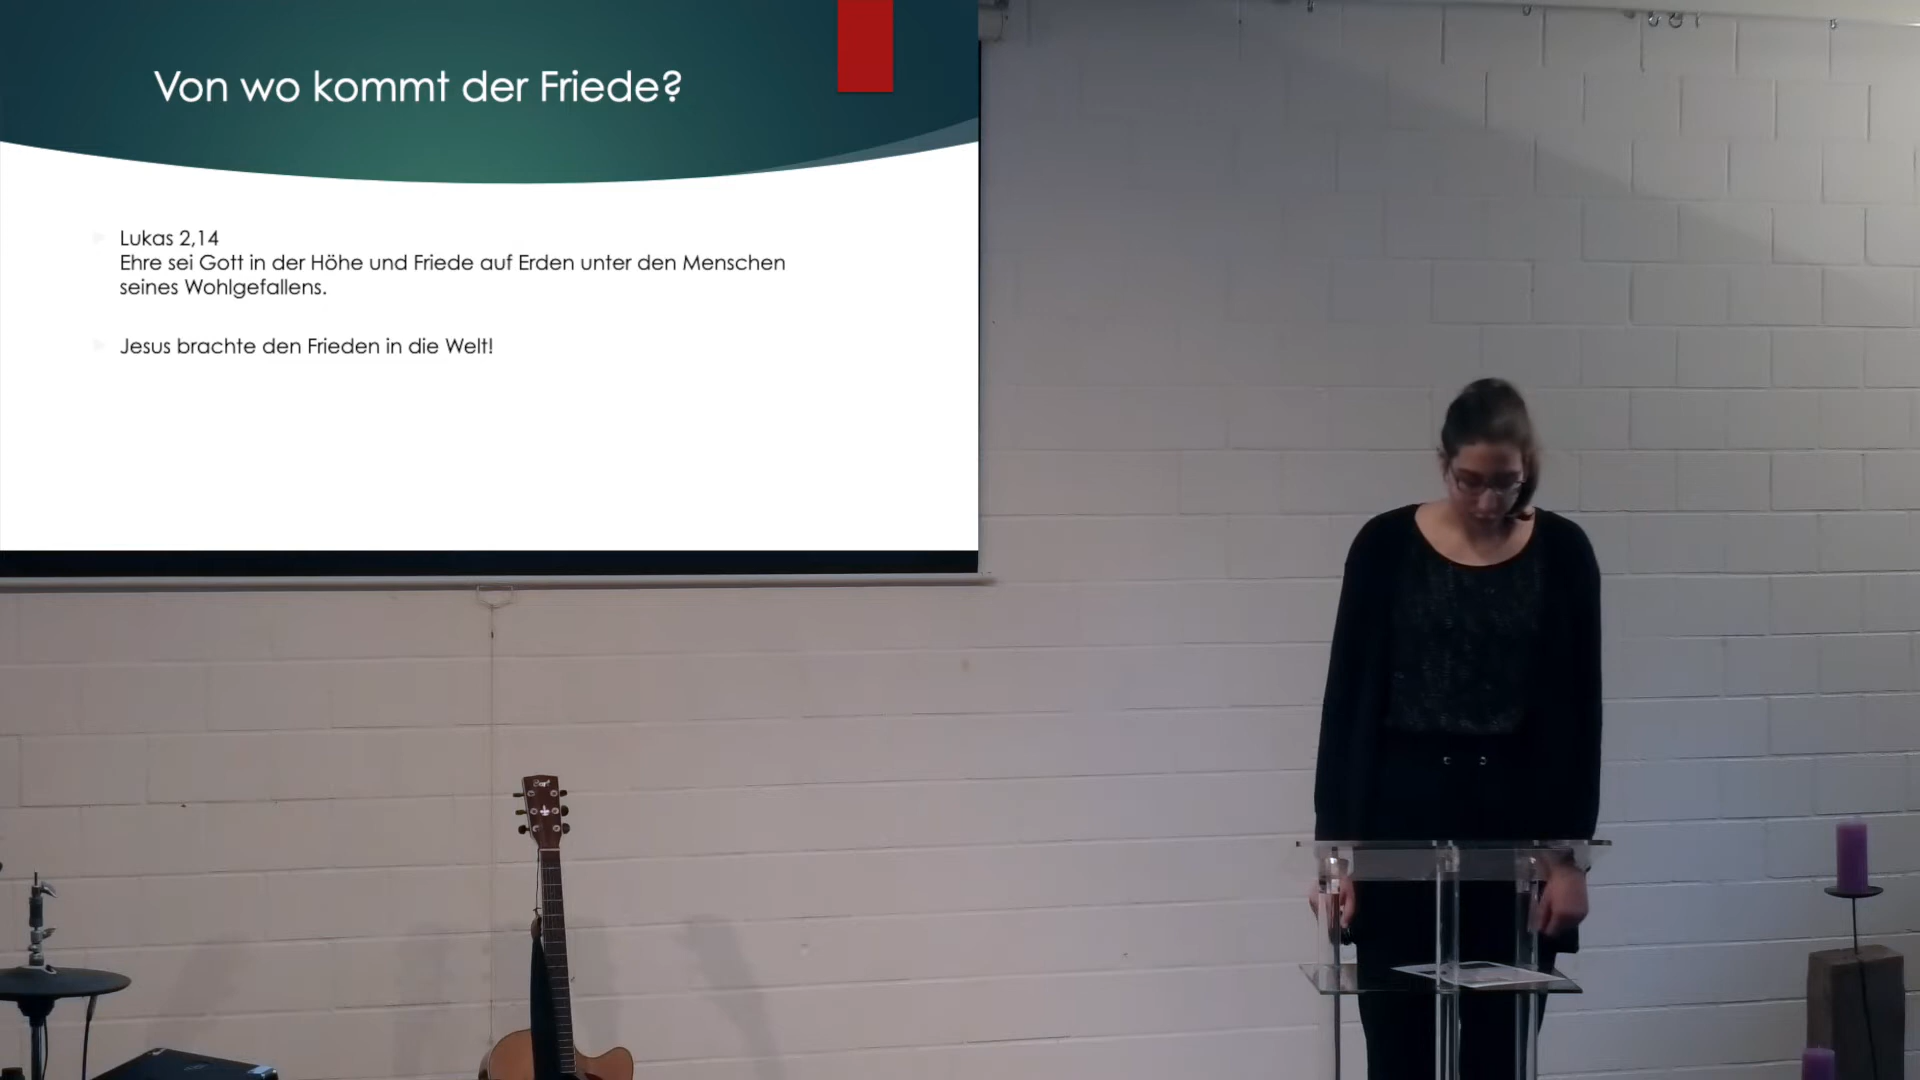 Von wo kommt der Friede?
Lukas 2,14
Ehre sei Gott in der Höhe und Friede auf Erden unter den Menschen
seines Wohlgefallens.
Jesus brachte den Frieden in die Welt!
Cort